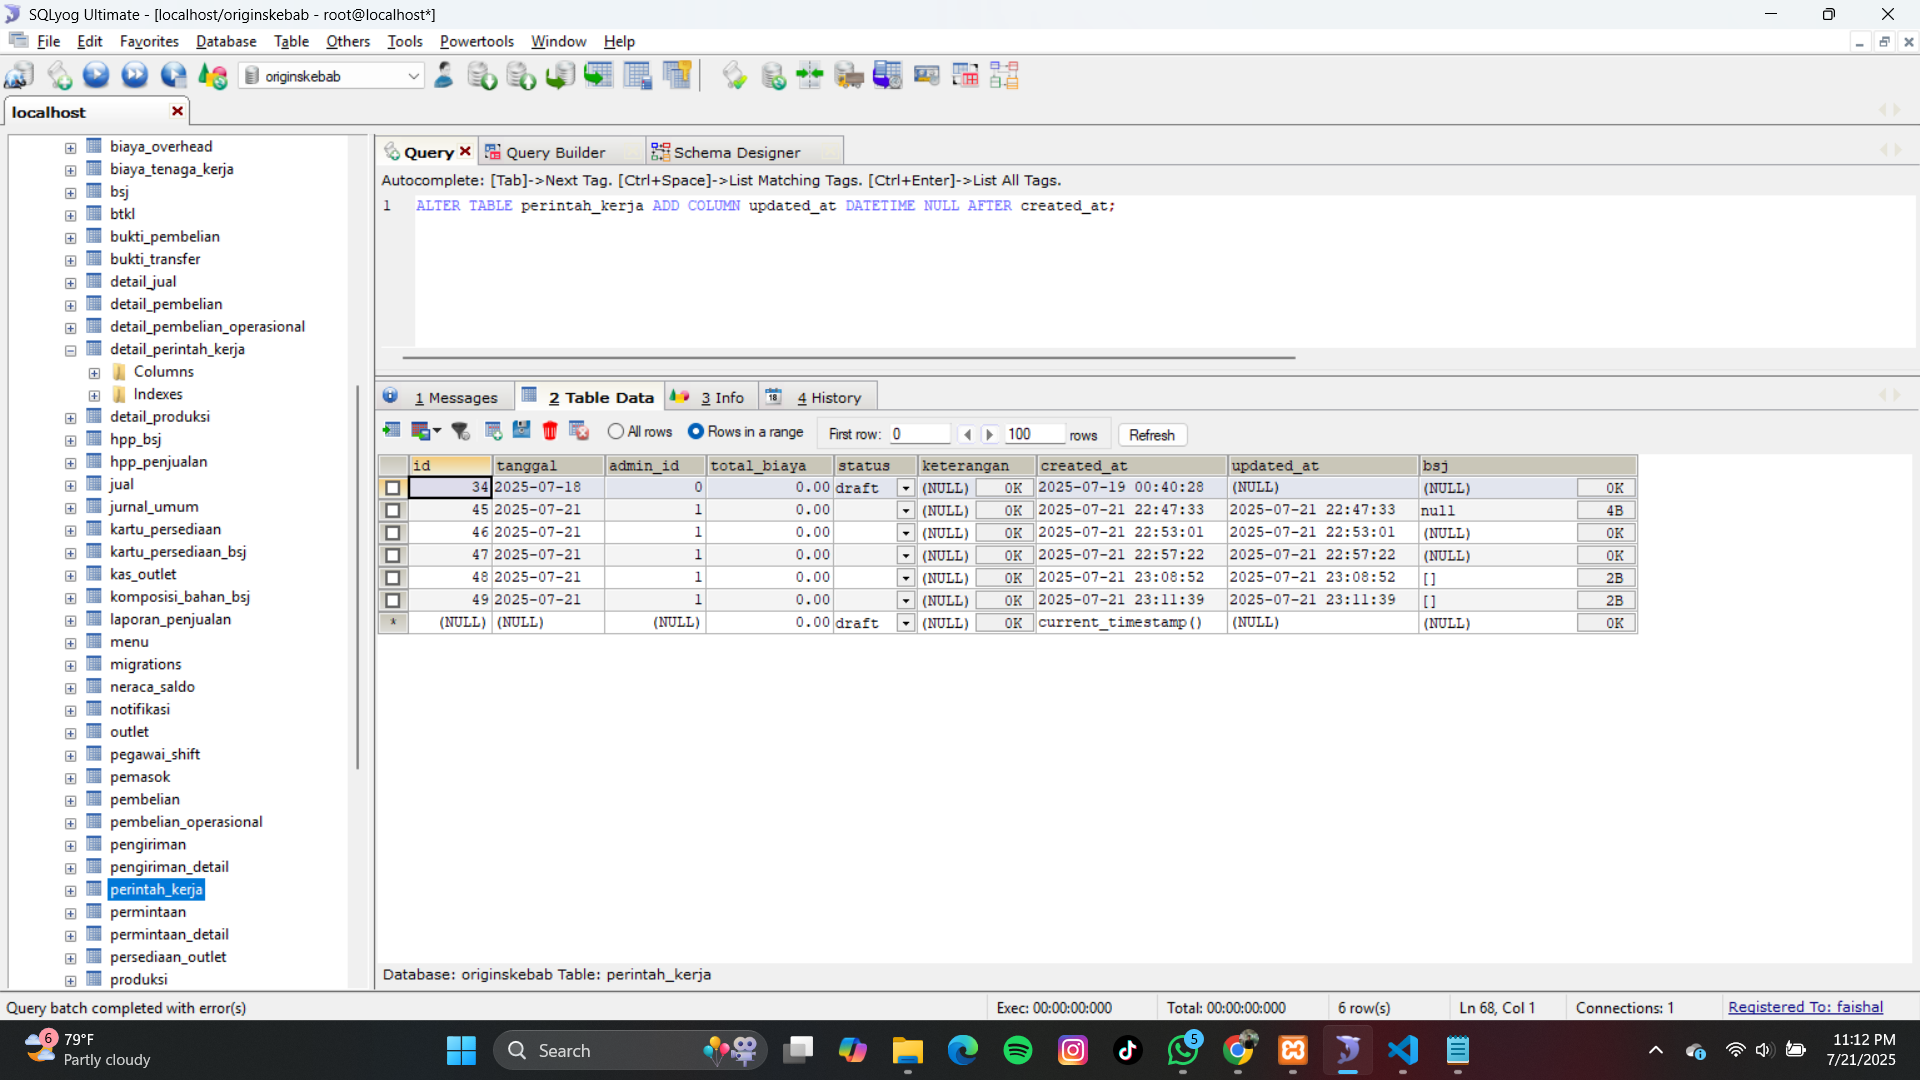 SQLyog Ultimate - [localhost/originskebab - root@localhost*]
File Edit Favorites Database Table Others Tools Powertools Window Help
originskebab
localhost
biaya_overhead
biaya_tenaga_kerja
bsj
btkl
bukti_pembelian
bukti_transfer
detail_jual
detail_pembelian
detail_pembelian_operasional
detail_perintah_kerja
Columns
Indexes
detail_produksi
hpp_bsj
hpp_penjualan
jual
jurnal_umum
kartu_persediaan
kartu_persediaan_bsj
kas_outlet
komposisi_bahan_bsj
laporan_penjualan
menu
migrations
neraca_saldo
notifikasi
outlet
pegawai_shift
pemasok
pembelian
pembelian_operasional
pengiriman
pengiriman_detail
perintah_kerja
permintaan
permintaan_detail
persediaan_outlet
produksi
Query Query Builder Schema Designer
Autocomplete: [Tab]->Next Tag. [Ctrl+Space]->List Matching Tags. [Ctrl+Enter]->List All Tags.
1 ALTER TABLE perintah_kerja ADD COLUMN updated_at DATETIME NULL AFTER created_at;
1 Messages 2 Table Data 3 Info 18 4 History
All rows Rows in a range First row: 0 100 rows Refresh
id tanggal admin_id total_biaya status keterangan created_at updated_at bsj
34 2025-07-18 0 0.00 draft (NULL) 0K 2025-07-19 00:40:28 (NULL) (NULL) 0K
45 2025-07-21 1 0.00 (NULL) 0K 2025-07-21 22:47:33 2025-07-21 22:47:33 null 4B
46 2025-07-21 1 0.00 (NULL) 0K 2025-07-21 22:53:01 2025-07-21 22:53:01 (NULL) 0K
47 2025-07-21 1 0.00 (NULL) 0K 2025-07-21 22:57:22 2025-07-21 22:57:22 (NULL) 0K
48 2025-07-21 1 0.00 (NULL) 0K 2025-07-21 23:08:52 2025-07-21 23:08:52 [] 2B
49 2025-07-21 1 0.00 (NULL) 0K 2025-07-21 23:11:39 2025-07-21 23:11:39 [] 2B
* (NULL) (NULL) (NULL) 0.00 draft (NULL) 0K current_timestamp() (NULL) (NULL) 0K
Database: originskebab Table: perintah_kerja
Query batch completed with error(s) Exec: 00:00:00:000 Total: 00:00:00:000 6 row(s) Ln 68, Col 1 Connections: 1 Registered To: faishal
6 79°F
Partly cloudy
Search
5
11:12 PM
7/21/2025